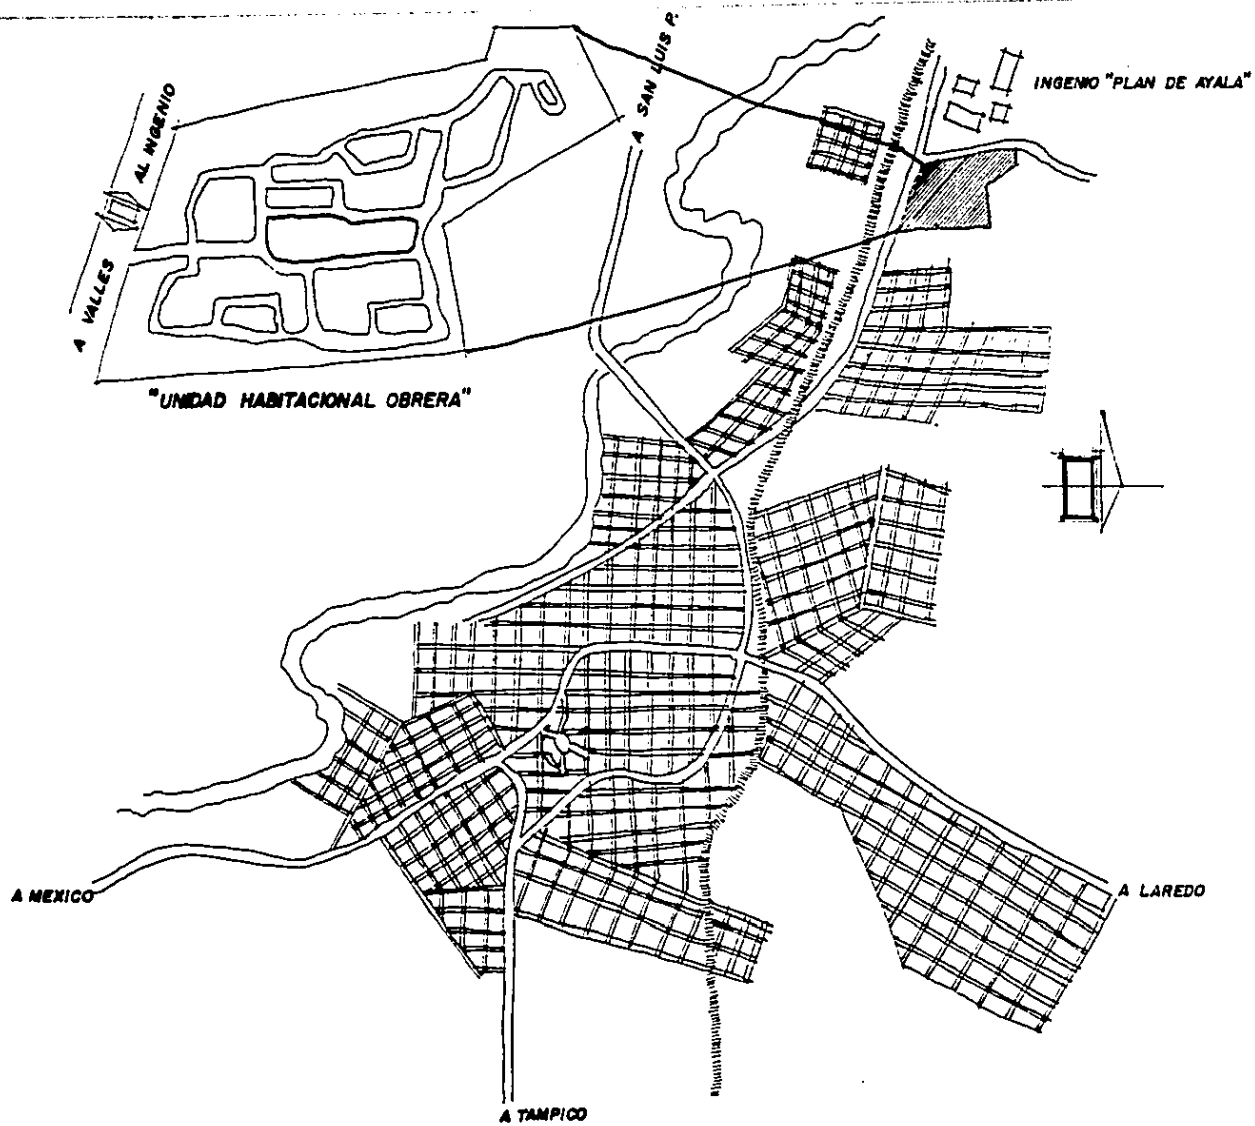 A SAN LUIS P.
INGENIO "PLAN DE AYALA"
AL INGENIO
A VALLES
"UNIDAD HABITACIONAL OBRERA"
A MEXICO
A LAREDO
A TAMPICO